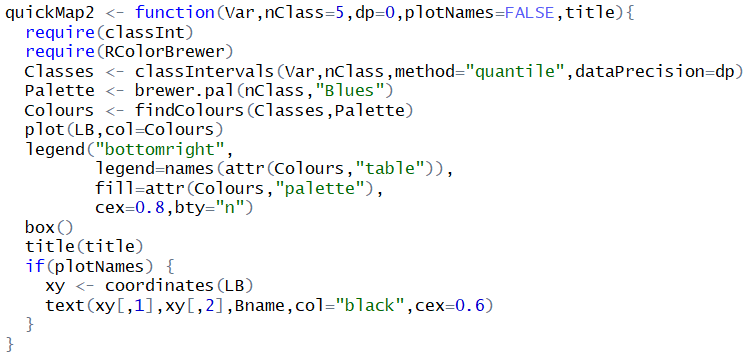 quickMap2 <- function(Var,nClass=5,dp=0,plotNames=FALSE,title){
  require(classInt)
  require(RColorBrewer)
  Classes <- classIntervals(Var,nClass,method="quantile",dataPrecision=dp)
  Palette <- brewer.pal(nClass,"Blues")
  Colours <- findColours(Classes,Palette)
  plot(LB,col=Colours)
  legend("bottomright",
         legend=names(attr(Colours,"table")),
         fill=attr(Colours,"palette"),
         cex=0.8,bty="n")
  box()
  title(title)
  if(plotNames) {
    xy <- coordinates(LB)
    text(xy[,1],xy[,2],Bname,col="black",cex=0.6)
  }
}